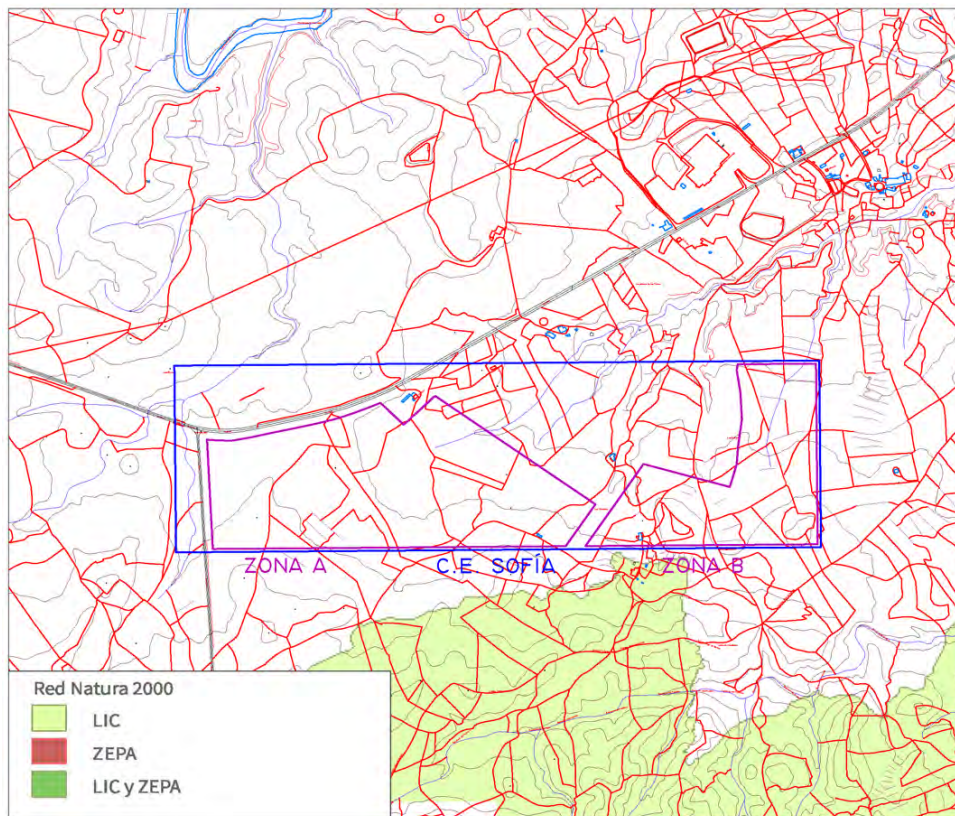 ZONA A
C.E. SOFÍA
ZONA B
Red Natura 2000
LIC
ZEPA
LIC y ZEPA